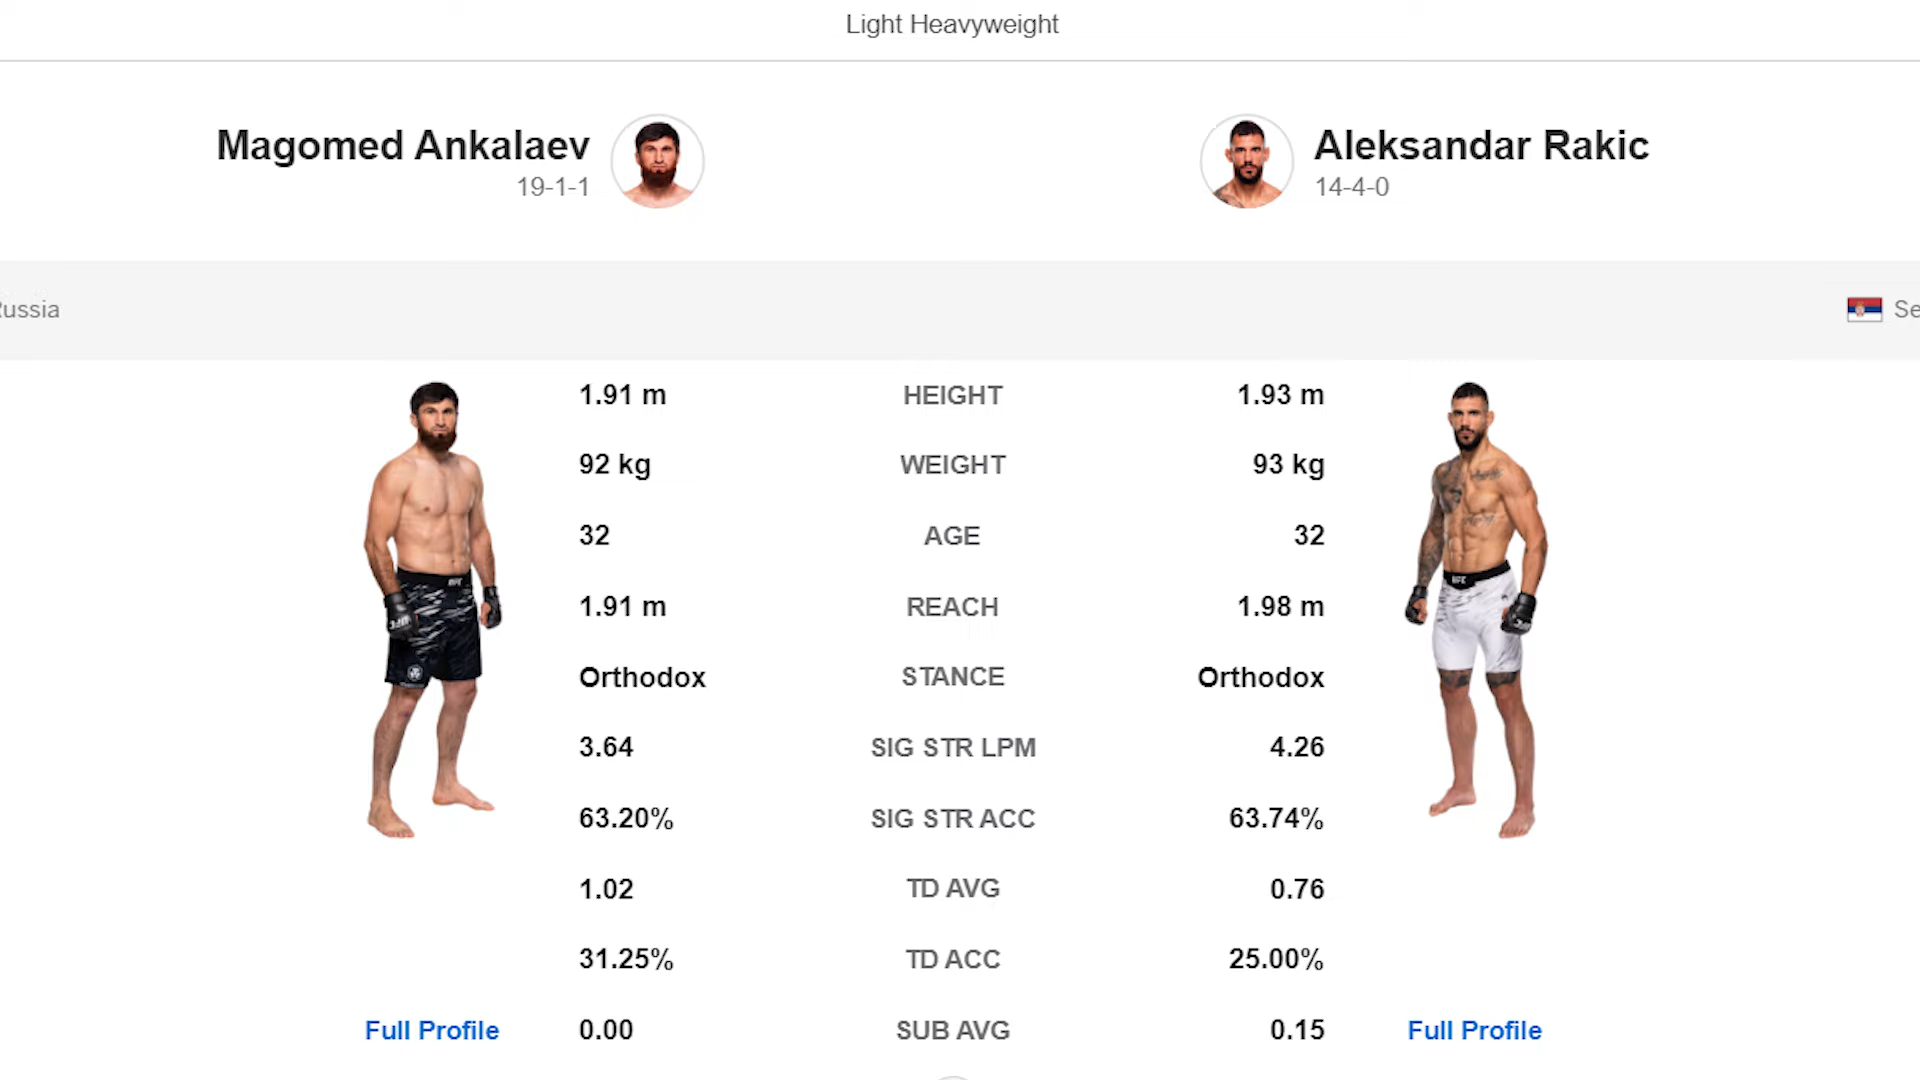 Light Heavyweight
Magomed Ankalaev
19-1-1
Aleksandar Rakic
14-4-0
ussia
Se
1.91 m HEIGHT 1.93 m
92 kg WEIGHT 93 kg
32 AGE 32
1.91 m REACH 1.98 m
Orthodox STANCE Orthodox
3.64 SIG STR LPM 4.26
63.20% SIG STR ACC 63.74%
1.02 TD AVG 0.76
31.25% TD ACC 25.00%
Full Profile 0.00 SUB AVG 0.15 Full Profile